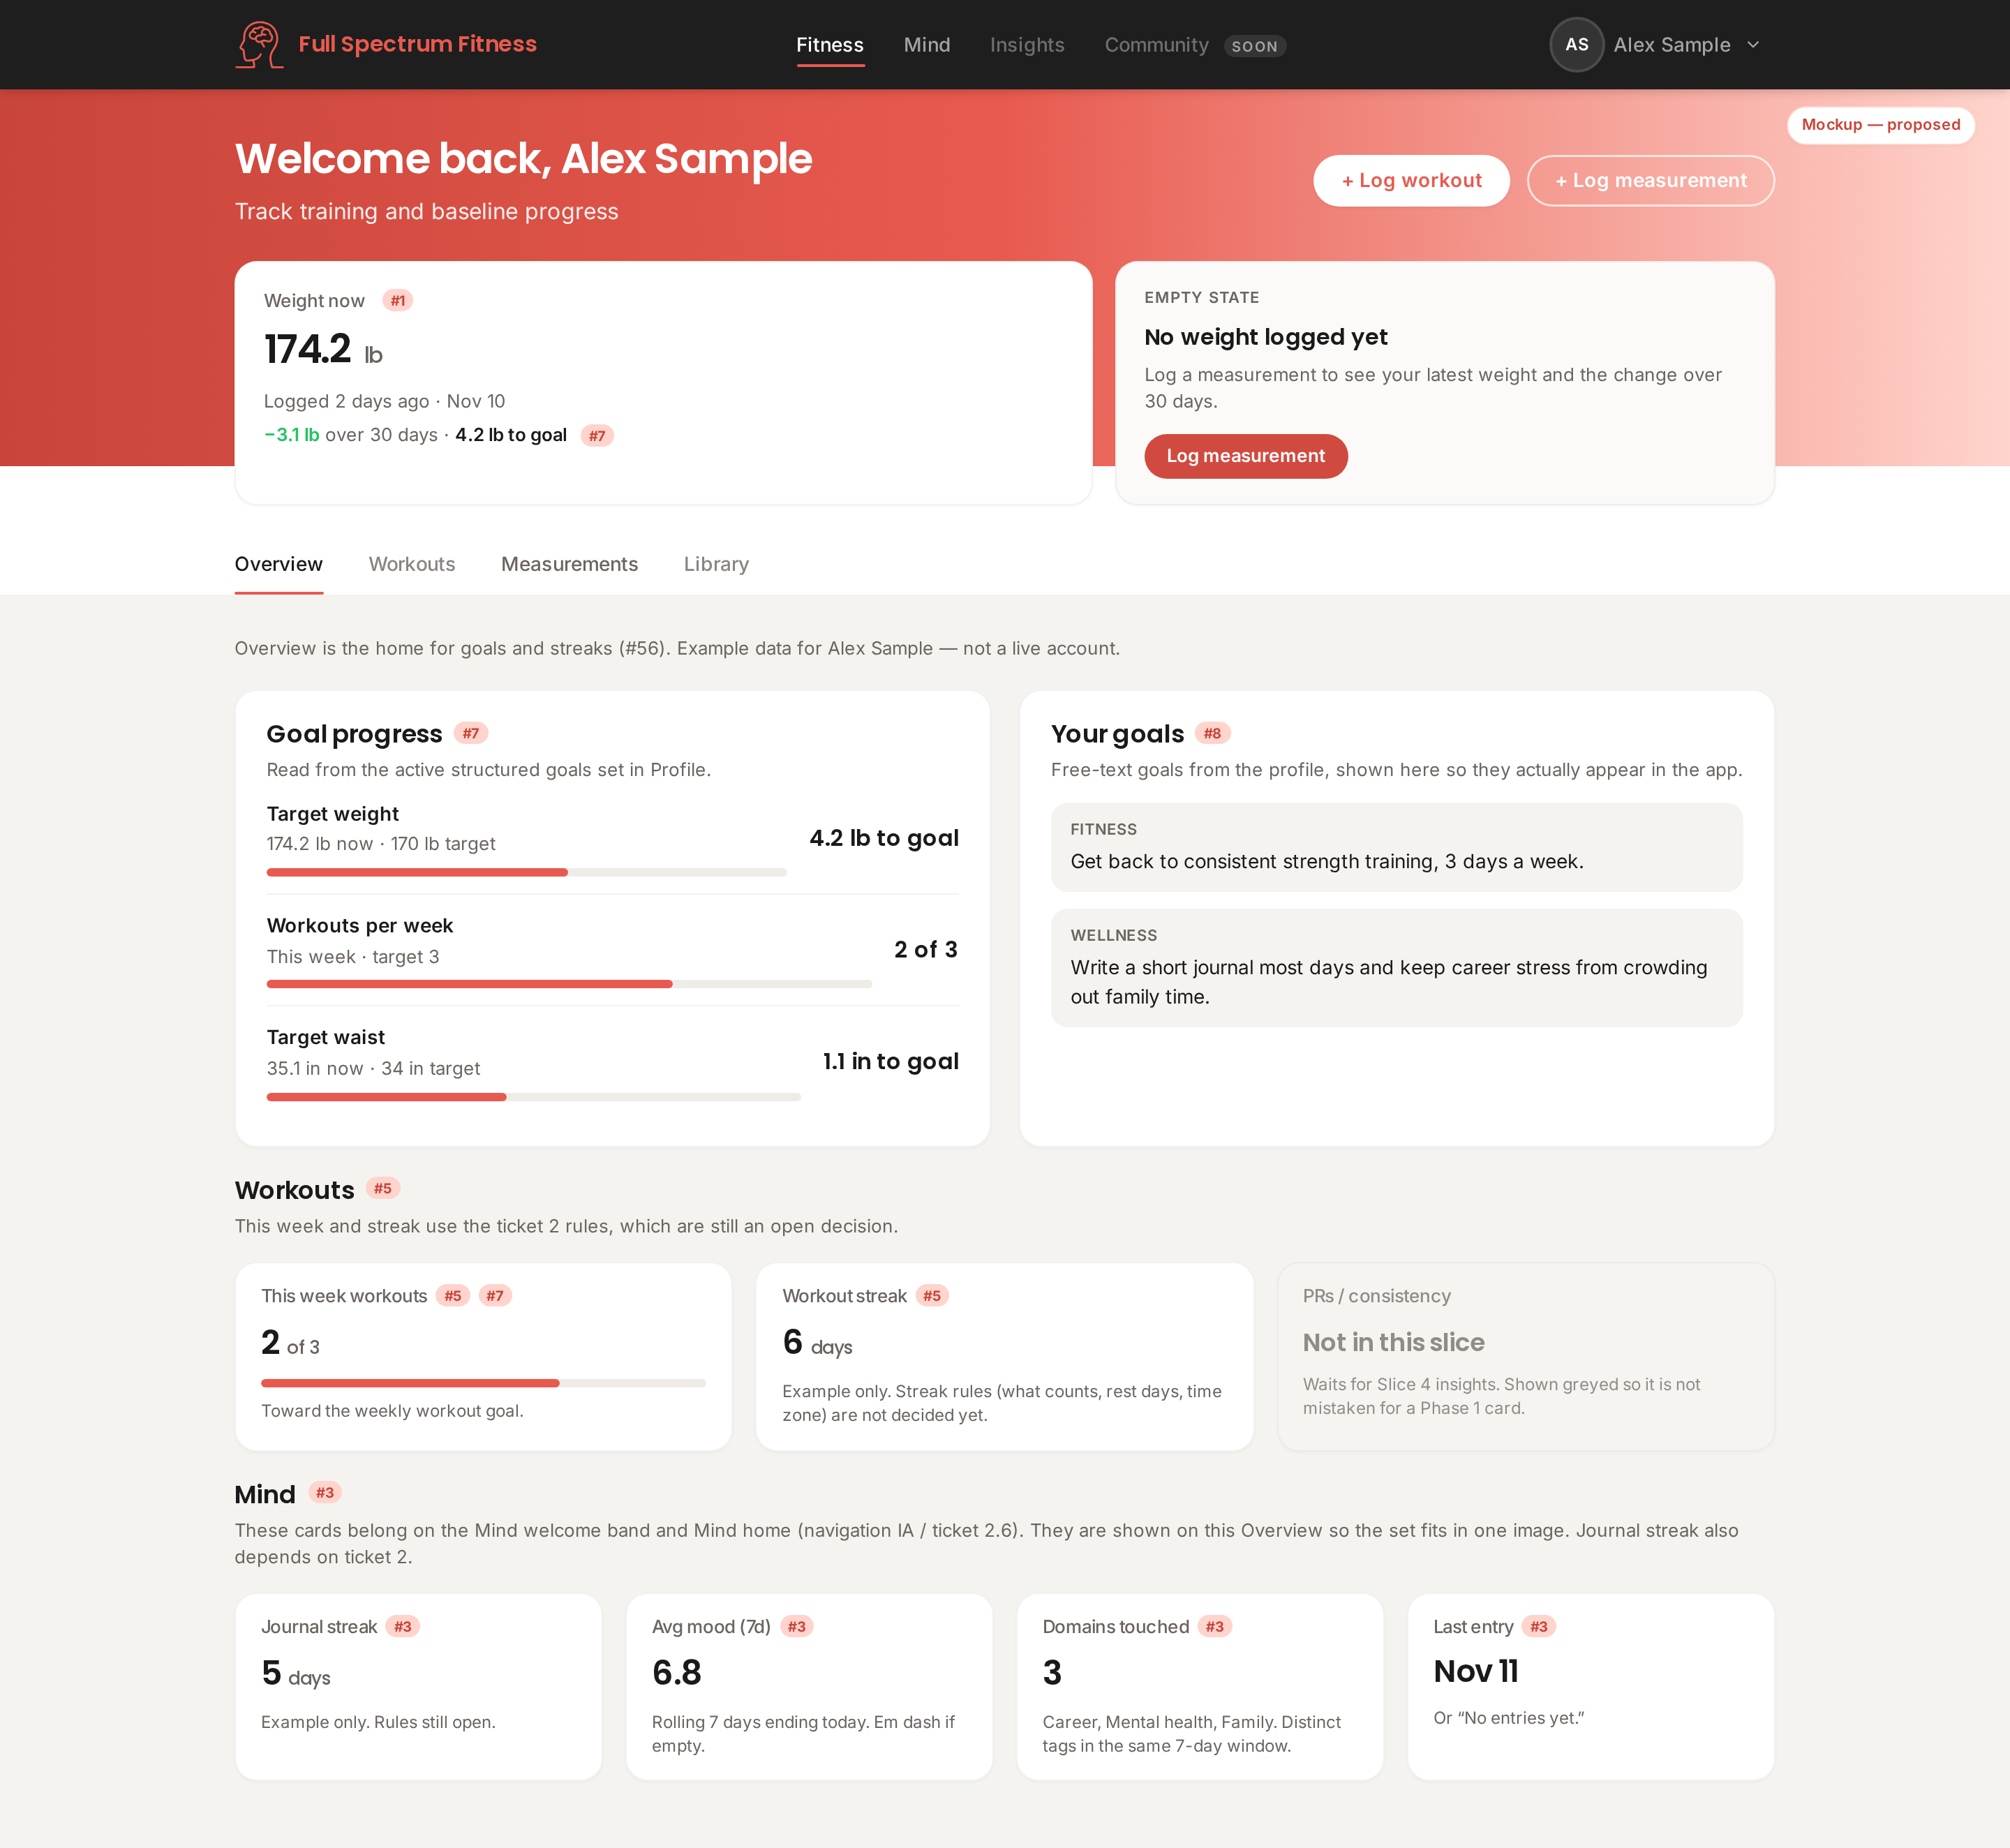 Full Spectrum Fitness
Fitness
Mind
Insights
Community SOON
AS Alex Sample
Mockup — proposed
Welcome back, Alex Sample
Track training and baseline progress
+ Log workout
+ Log measurement
Weight now #1
174.2 lb
Logged 2 days ago · Nov 10
−3.1 lb over 30 days · 4.2 lb to goal #7
EMPTY STATE
No weight logged yet
Log a measurement to see your latest weight and the change over
30 days.
Log measurement
Overview
Workouts
Measurements
Library
Overview is the home for goals and streaks (#56). Example data for Alex Sample — not a live account.
Goal progress #7
Read from the active structured goals set in Profile.
Target weight
174.2 lb now · 170 lb target
4.2 lb to goal
Workouts per week
This week · target 3
2 of 3
Target waist
35.1 in now · 34 in target
1.1 in to goal
Your goals #8
Free-text goals from the profile, shown here so they actually appear in the app.
FITNESS
Get back to consistent strength training, 3 days a week.
WELLNESS
Write a short journal most days and keep career stress from crowding
out family time.
Workouts #5
This week and streak use the ticket 2 rules, which are still an open decision.
This week workouts #5 #7
2 of 3
Toward the weekly workout goal.
Workout streak #5
6 days
Example only. Streak rules (what counts, rest days, time
zone) are not decided yet.
PRs / consistency
Not in this slice
Waits for Slice 4 insights. Shown greyed so it is not
mistaken for a Phase 1 card.
Mind #3
These cards belong on the Mind welcome band and Mind home (navigation IA / ticket 2.6). They are shown on this Overview so the set fits in one image. Journal streak also
depends on ticket 2.
Journal streak #3
5 days
Example only. Rules still open.
Avg mood (7d) #3
6.8
Rolling 7 days ending today. Em dash if
empty.
Domains touched #3
3
Career, Mental health, Family. Distinct
tags in the same 7-day window.
Last entry #3
Nov 11
Or “No entries yet.”